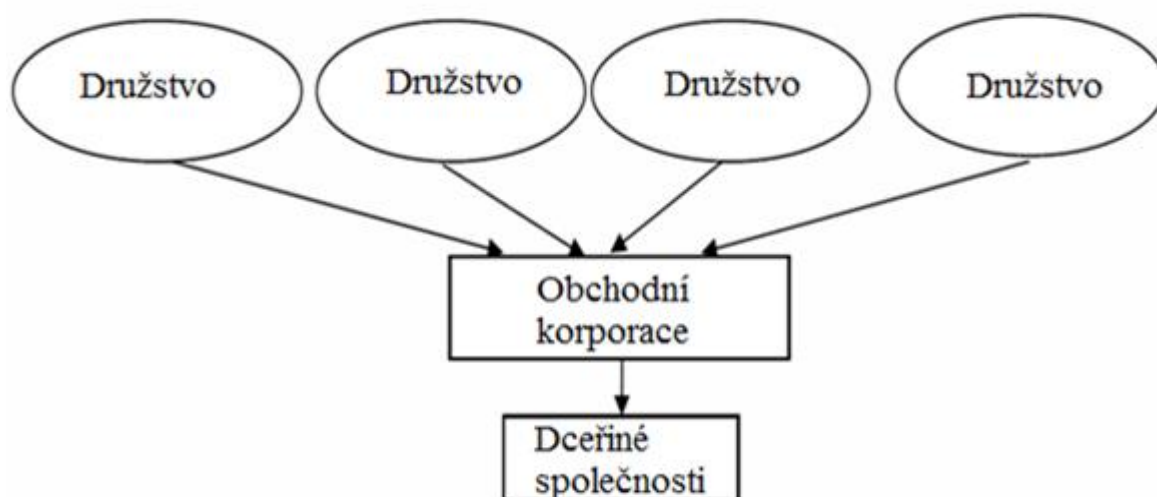 Družstvo
Družstvo
Družstvo
Družstvo
Obchodní
korporace
Dceřiné
společnosti